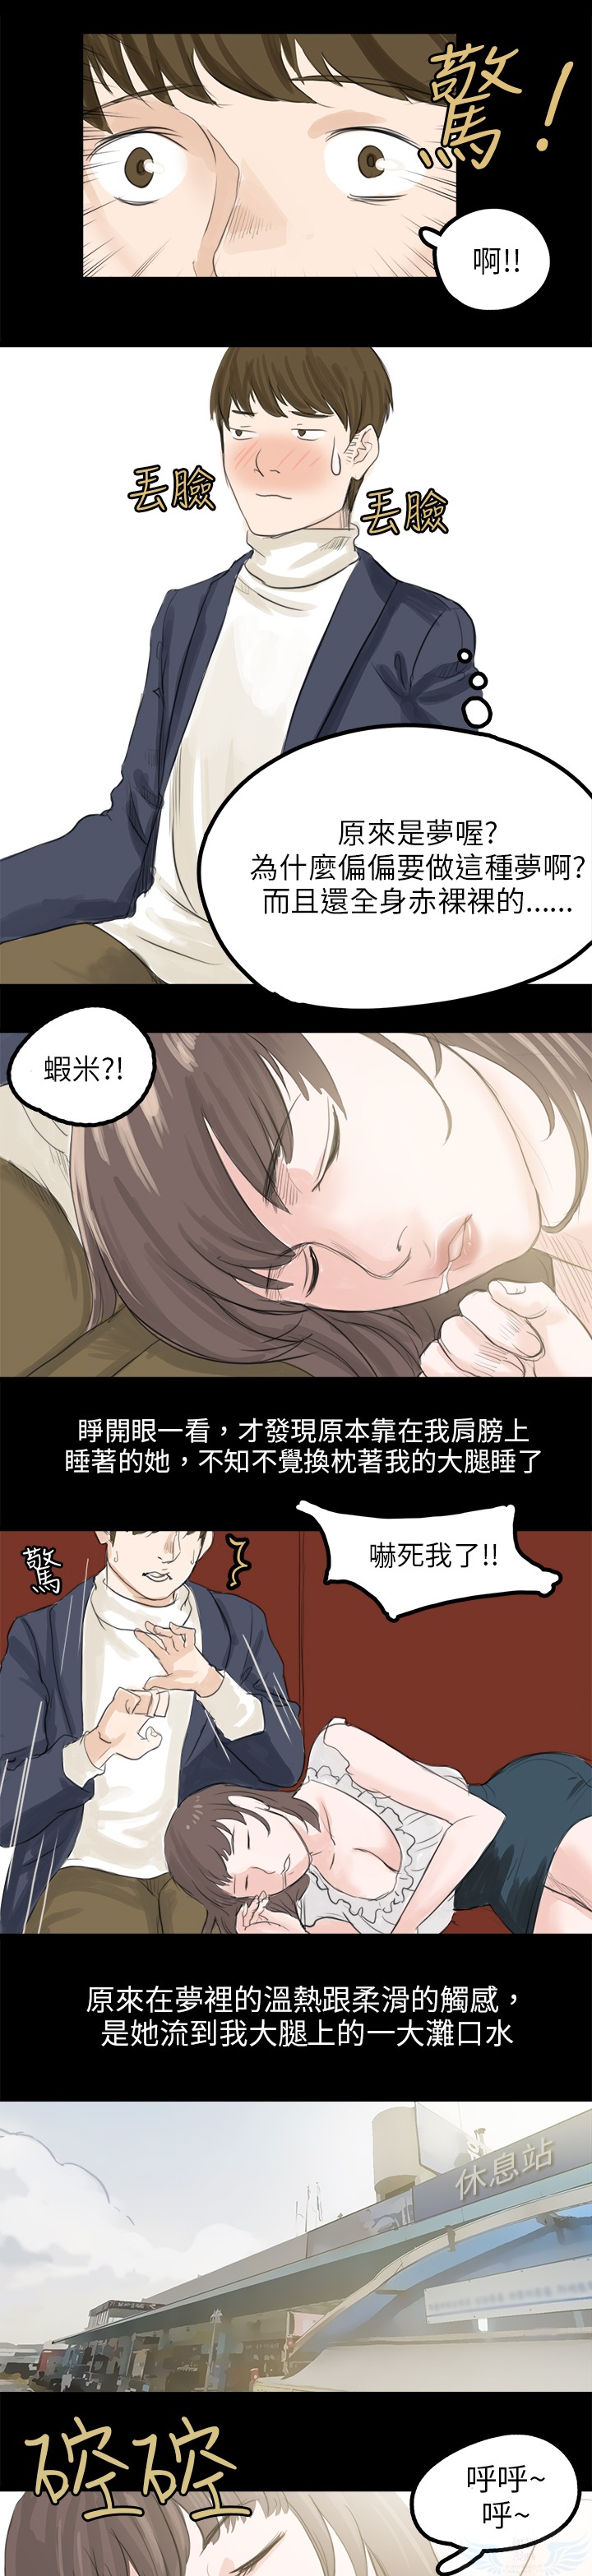 驚！
啊!!
丟臉
丟臉
原來是夢喔?
為什麼偏偏要做這種夢啊?
而且還全身赤裸裸的……
蝦米?!
睜開眼一看，才發現原本靠在我肩膀上
睡著的她，不知不覺換枕著我的大腿睡了
驚
嚇死我了!!
原來在夢裡的溫熱跟柔滑的觸感，
是她流到我大腿上的一大灘口水
休息站
硿硿
呼呼~
呼~